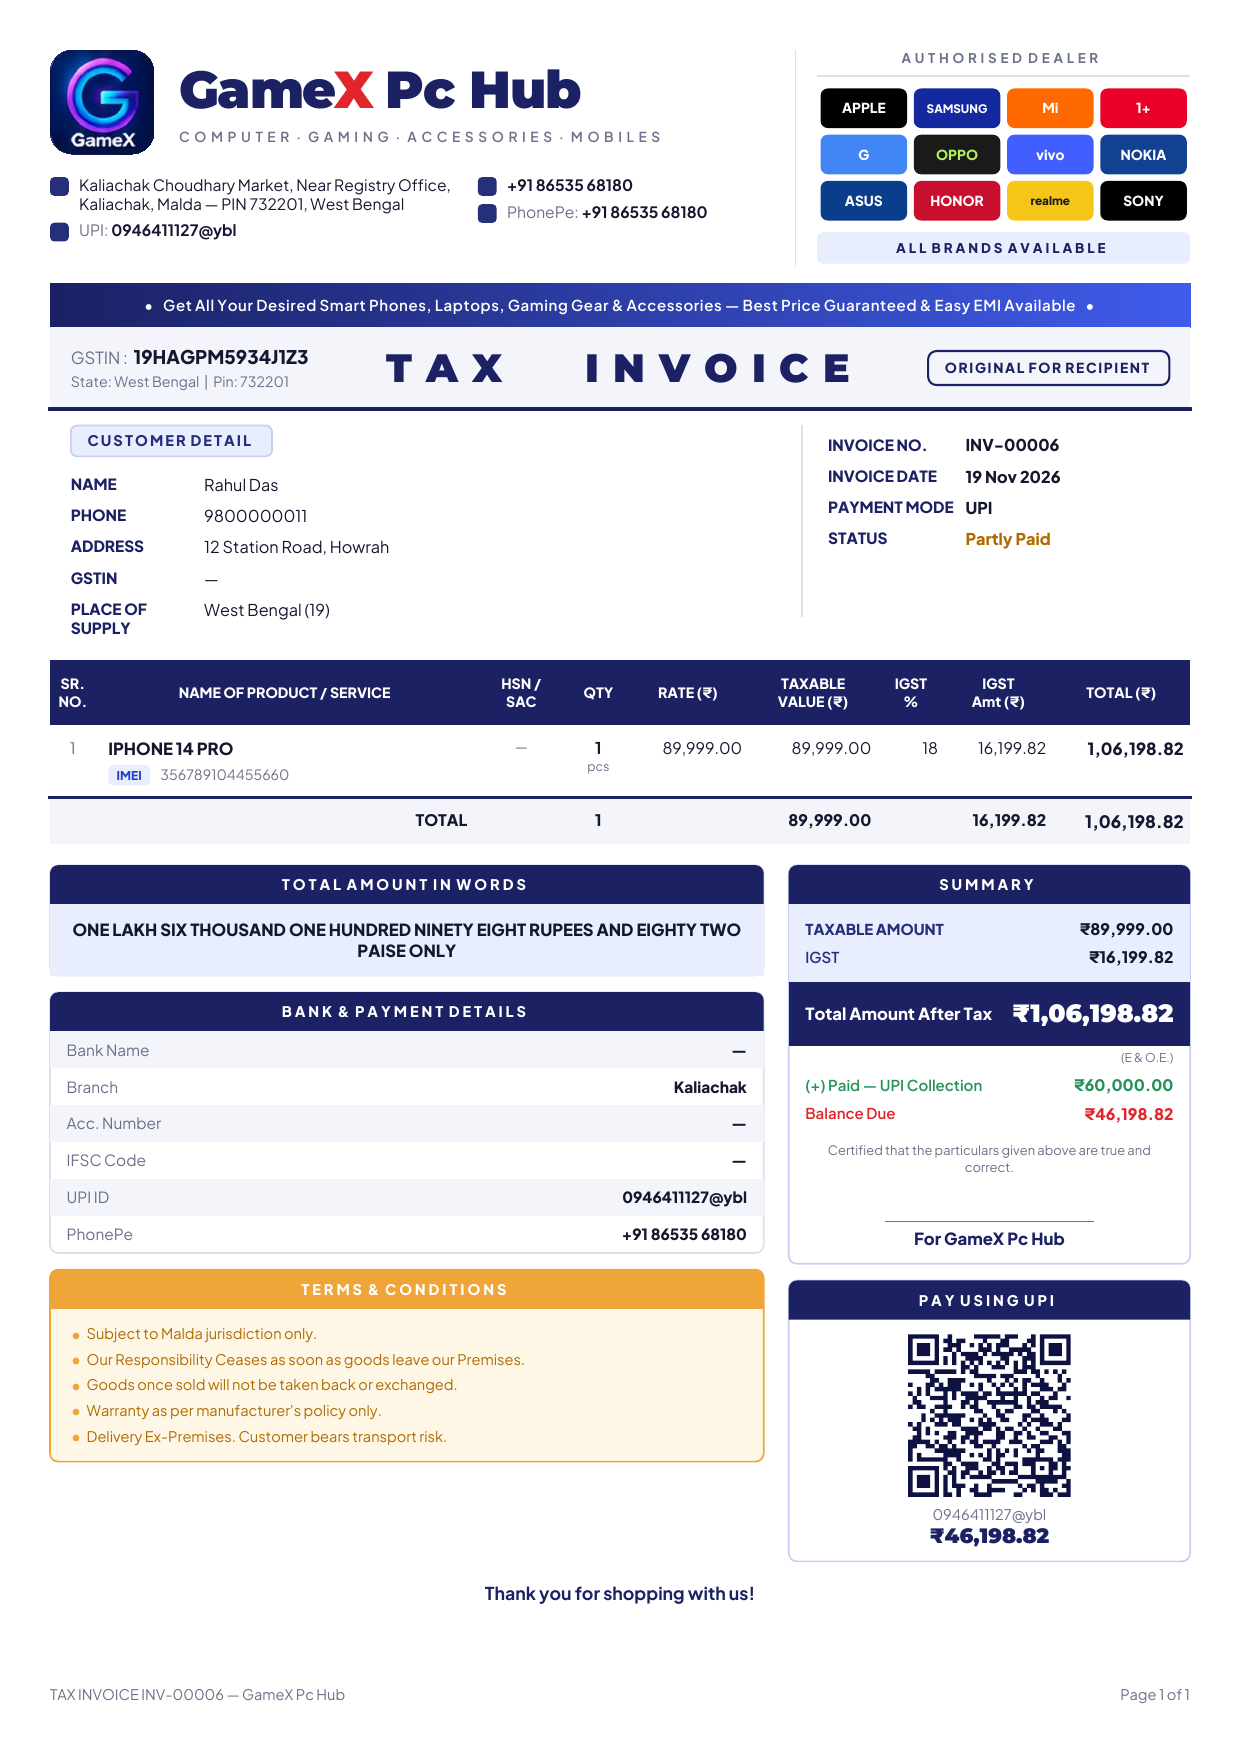 GameX
GameX Pc Hub
COMPUTER · GAMING · ACCESSORIES · MOBILES
Kaliachak Choudhary Market, Near Registry Office,
Kaliachak, Malda — PIN 732201, West Bengal
UPI: 0946411127@ybl
+91 86535 68180
PhonePe: +91 86535 68180
AUTHORISED DEALER
APPLE SAMSUNG Mi 1+
G OPPO vivo NOKIA
ASUS HONOR realme SONY
ALL BRANDS AVAILABLE
• Get All Your Desired Smart Phones, Laptops, Gaming Gear & Accessories — Best Price Guaranteed & Easy EMI Available •
GSTIN : 19HAGPM5934J1Z3
State: West Bengal | Pin: 732201
TAX INVOICE
ORIGINAL FOR RECIPIENT
CUSTOMER DETAIL
NAME Rahul Das
PHONE 9800000011
ADDRESS 12 Station Road, Howrah
GSTIN —
PLACE OF SUPPLY West Bengal (19)
INVOICE NO. INV-00006
INVOICE DATE 19 Nov 2026
PAYMENT MODE UPI
STATUS Partly Paid
SR. NO. NAME OF PRODUCT / SERVICE HSN / SAC QTY RATE (₹) TAXABLE VALUE (₹) IGST % IGST Amt (₹) TOTAL (₹)
1 IPHONE 14 PRO — 1 pcs 89,999.00 89,999.00 18 16,199.82 1,06,198.82
IMEI 356789104455660
TOTAL 1 89,999.00 16,199.82 1,06,198.82
TOTAL AMOUNT IN WORDS
ONE LAKH SIX THOUSAND ONE HUNDRED NINETY EIGHT RUPEES AND EIGHTY TWO
PAISE ONLY
BANK & PAYMENT DETAILS
Bank Name —
Branch Kaliachak
Acc. Number —
IFSC Code —
UPI ID 0946411127@ybl
PhonePe +91 86535 68180
TERMS & CONDITIONS
• Subject to Malda jurisdiction only.
• Our Responsibility Ceases as soon as goods leave our Premises.
• Goods once sold will not be taken back or exchanged.
• Warranty as per manufacturer's policy only.
• Delivery Ex-Premises. Customer bears transport risk.
SUMMARY
TAXABLE AMOUNT ₹89,999.00
IGST ₹16,199.82
Total Amount After Tax ₹1,06,198.82
(E & O.E.)
(+) Paid — UPI Collection ₹60,000.00
Balance Due ₹46,198.82
Certified that the particulars given above are true and
correct.
For GameX Pc Hub
PAY USING UPI
0946411127@ybl
₹46,198.82
Thank you for shopping with us!
TAX INVOICE INV-00006 — GameX Pc Hub
Page 1 of 1